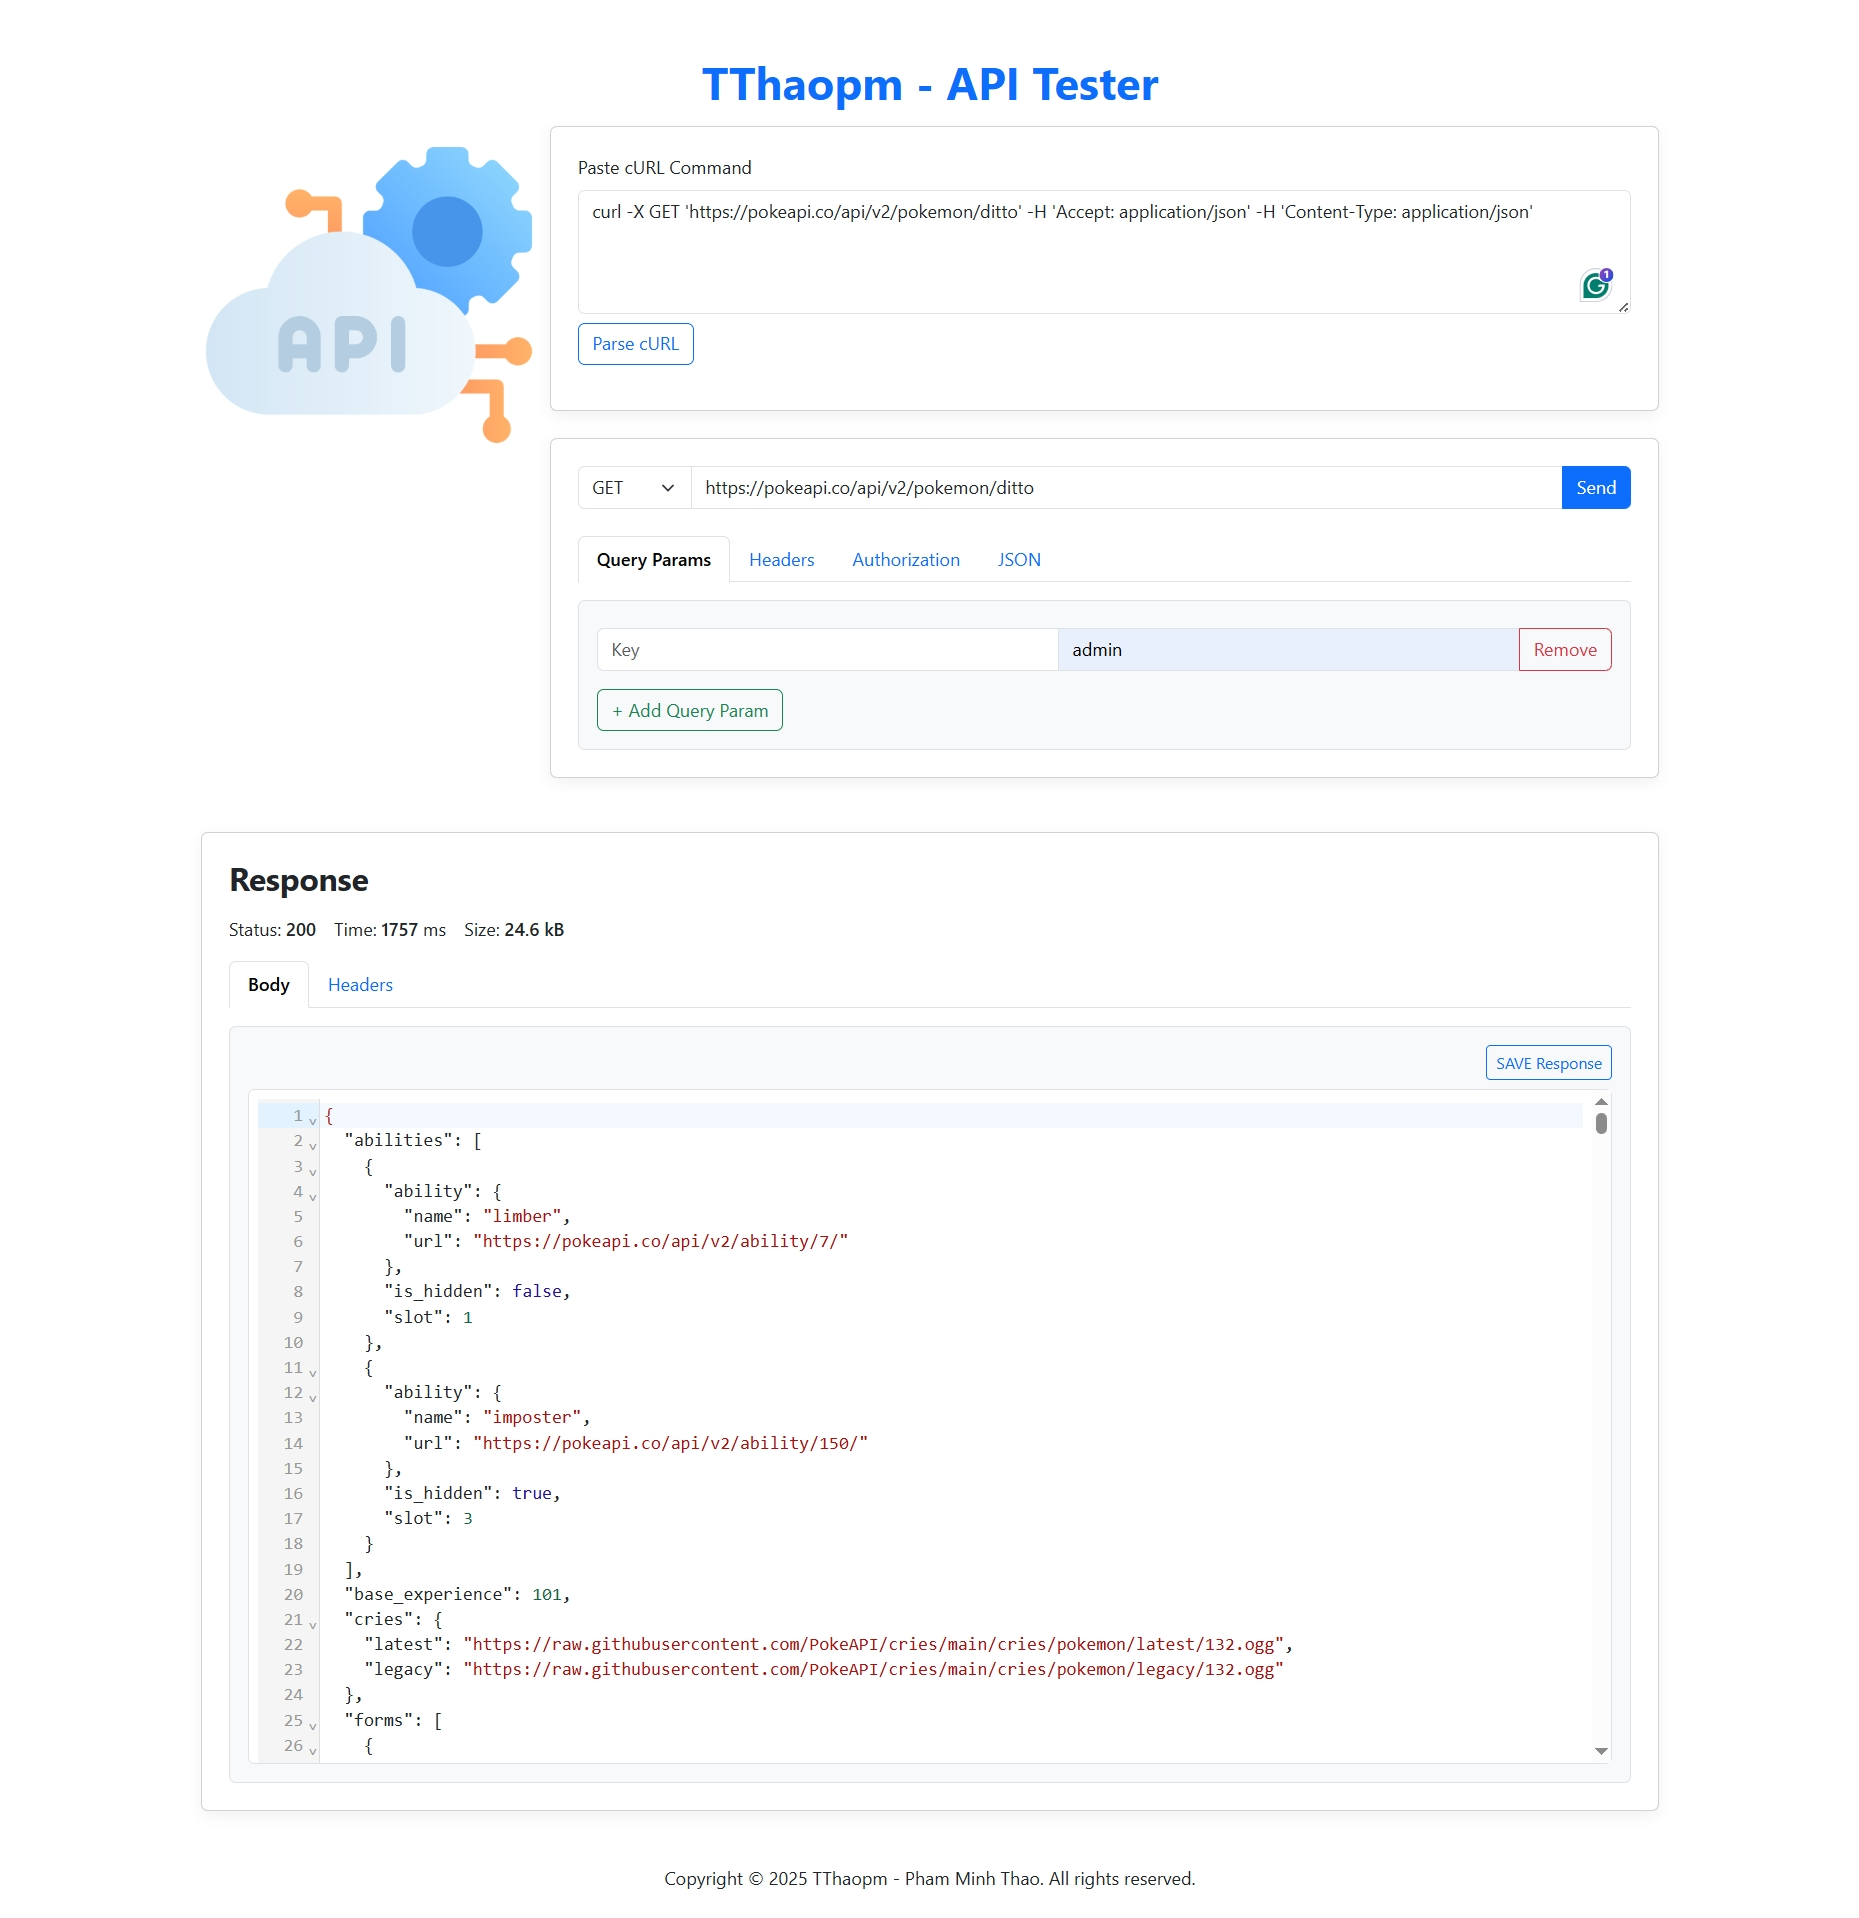 TThaopm - API Tester
API
Paste cURL Command
curl -X GET 'https://pokeapi.co/api/v2/pokemon/ditto' -H 'Accept: application/json' -H 'Content-Type: application/json'
1
Parse cURL
GET https://pokeapi.co/api/v2/pokemon/ditto Send
Query Params Headers Authorization JSON
Key admin Remove
+ Add Query Param
Response
Status: 200 Time: 1757 ms Size: 24.6 kB
Body Headers
SAVE Response
1 {
2 "abilities": [
3 {
4 "ability": {
5 "name": "limber",
6 "url": "https://pokeapi.co/api/v2/ability/7/"
7 },
8 "is_hidden": false,
9 "slot": 1
10 },
11 {
12 "ability": {
13 "name": "imposter",
14 "url": "https://pokeapi.co/api/v2/ability/150/"
15 },
16 "is_hidden": true,
17 "slot": 3
18 }
19 ],
20 "base_experience": 101,
21 "cries": {
22 "latest": "https://raw.githubusercontent.com/PokeAPI/cries/main/cries/pokemon/latest/132.ogg",
23 "legacy": "https://raw.githubusercontent.com/PokeAPI/cries/main/cries/pokemon/legacy/132.ogg"
24 },
25 "forms": [
26 {
Copyright © 2025 TThaopm - Pham Minh Thao. All rights reserved.